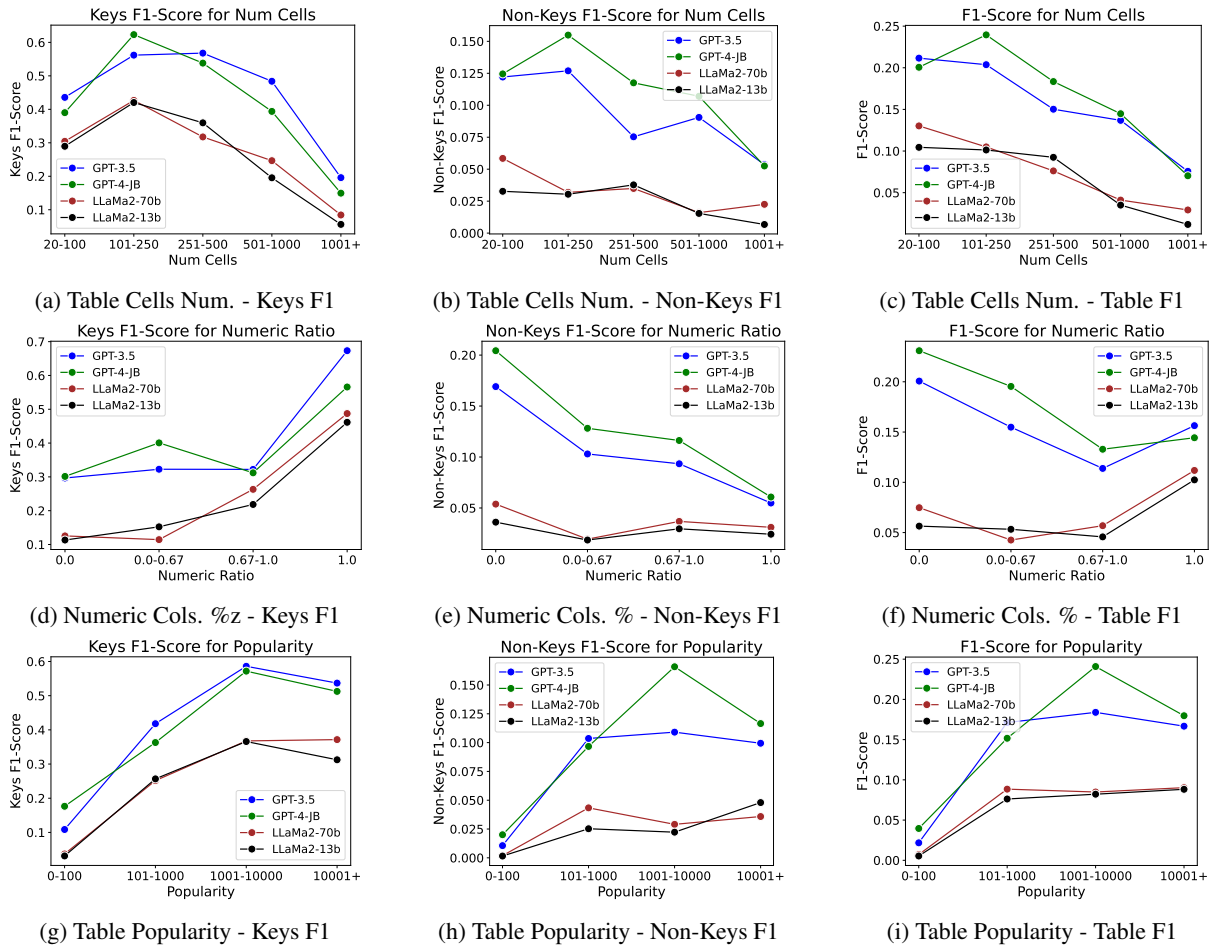 Keys F1-Score for Num Cells
Keys F1-Score
0.6
0.5
0.4
0.3
0.2
0.1
GPT-3.5
GPT-4-JB
LLaMa2-70b
LLaMa2-13b
20-100 101-250 251-500 501-1000 1001+
Num Cells
(a) Table Cells Num. - Keys F1
Non-Keys F1-Score for Num Cells
Non-Keys F1-Score
0.150
0.125
0.100
0.075
0.050
0.025
0.000
GPT-3.5
GPT-4-JB
LLaMa2-70b
LLaMa2-13b
20-100 101-250 251-500 501-1000 1001+
Num Cells
(b) Table Cells Num. - Non-Keys F1
F1-Score for Num Cells
F1-Score
0.25
0.20
0.15
0.10
0.05
GPT-3.5
GPT-4-JB
LLaMa2-70b
LLaMa2-13b
20-100 101-250 251-500 501-1000 1001+
Num Cells
(c) Table Cells Num. - Table F1
Keys F1-Score for Numeric Ratio
Keys F1-Score
0.7
0.6
0.5
0.4
0.3
0.2
0.1
GPT-3.5
GPT-4-JB
LLaMa2-70b
LLaMa2-13b
0.0 0.0-0.67 0.67-1.0 1.0
Numeric Ratio
(d) Numeric Cols. %z - Keys F1
Non-Keys F1-Score for Numeric Ratio
Non-Keys F1-Score
0.20
0.15
0.10
0.05
GPT-3.5
GPT-4-JB
LLaMa2-70b
LLaMa2-13b
0.0 0.0-0.67 0.67-1.0 1.0
Numeric Ratio
(e) Numeric Cols. % - Non-Keys F1
F1-Score for Numeric Ratio
F1-Score
0.20
0.15
0.10
0.05
GPT-3.5
GPT-4-JB
LLaMa2-70b
LLaMa2-13b
0.0 0.0-0.67 0.67-1.0 1.0
Numeric Ratio
(f) Numeric Cols. % - Table F1
Keys F1-Score for Popularity
Keys F1-Score
0.6
0.5
0.4
0.3
0.2
0.1
GPT-3.5
GPT-4-JB
LLaMa2-70b
LLaMa2-13b
0-100 101-1000 1001-10000 10001+
Popularity
(g) Table Popularity - Keys F1
Non-Keys F1-Score for Popularity
Non-Keys F1-Score
0.150
0.125
0.100
0.075
0.050
0.025
0.000
GPT-3.5
GPT-4-JB
LLaMa2-70b
LLaMa2-13b
0-100 101-1000 1001-10000 10001+
Popularity
(h) Table Popularity - Non-Keys F1
F1-Score for Popularity
F1-Score
0.25
0.20
0.15
0.10
0.05
0.00
GPT-3.5
GPT-4-JB
LLaMa2-70b
LLaMa2-13b
0-100 101-1000 1001-10000 10001+
Popularity
(i) Table Popularity - Table F1